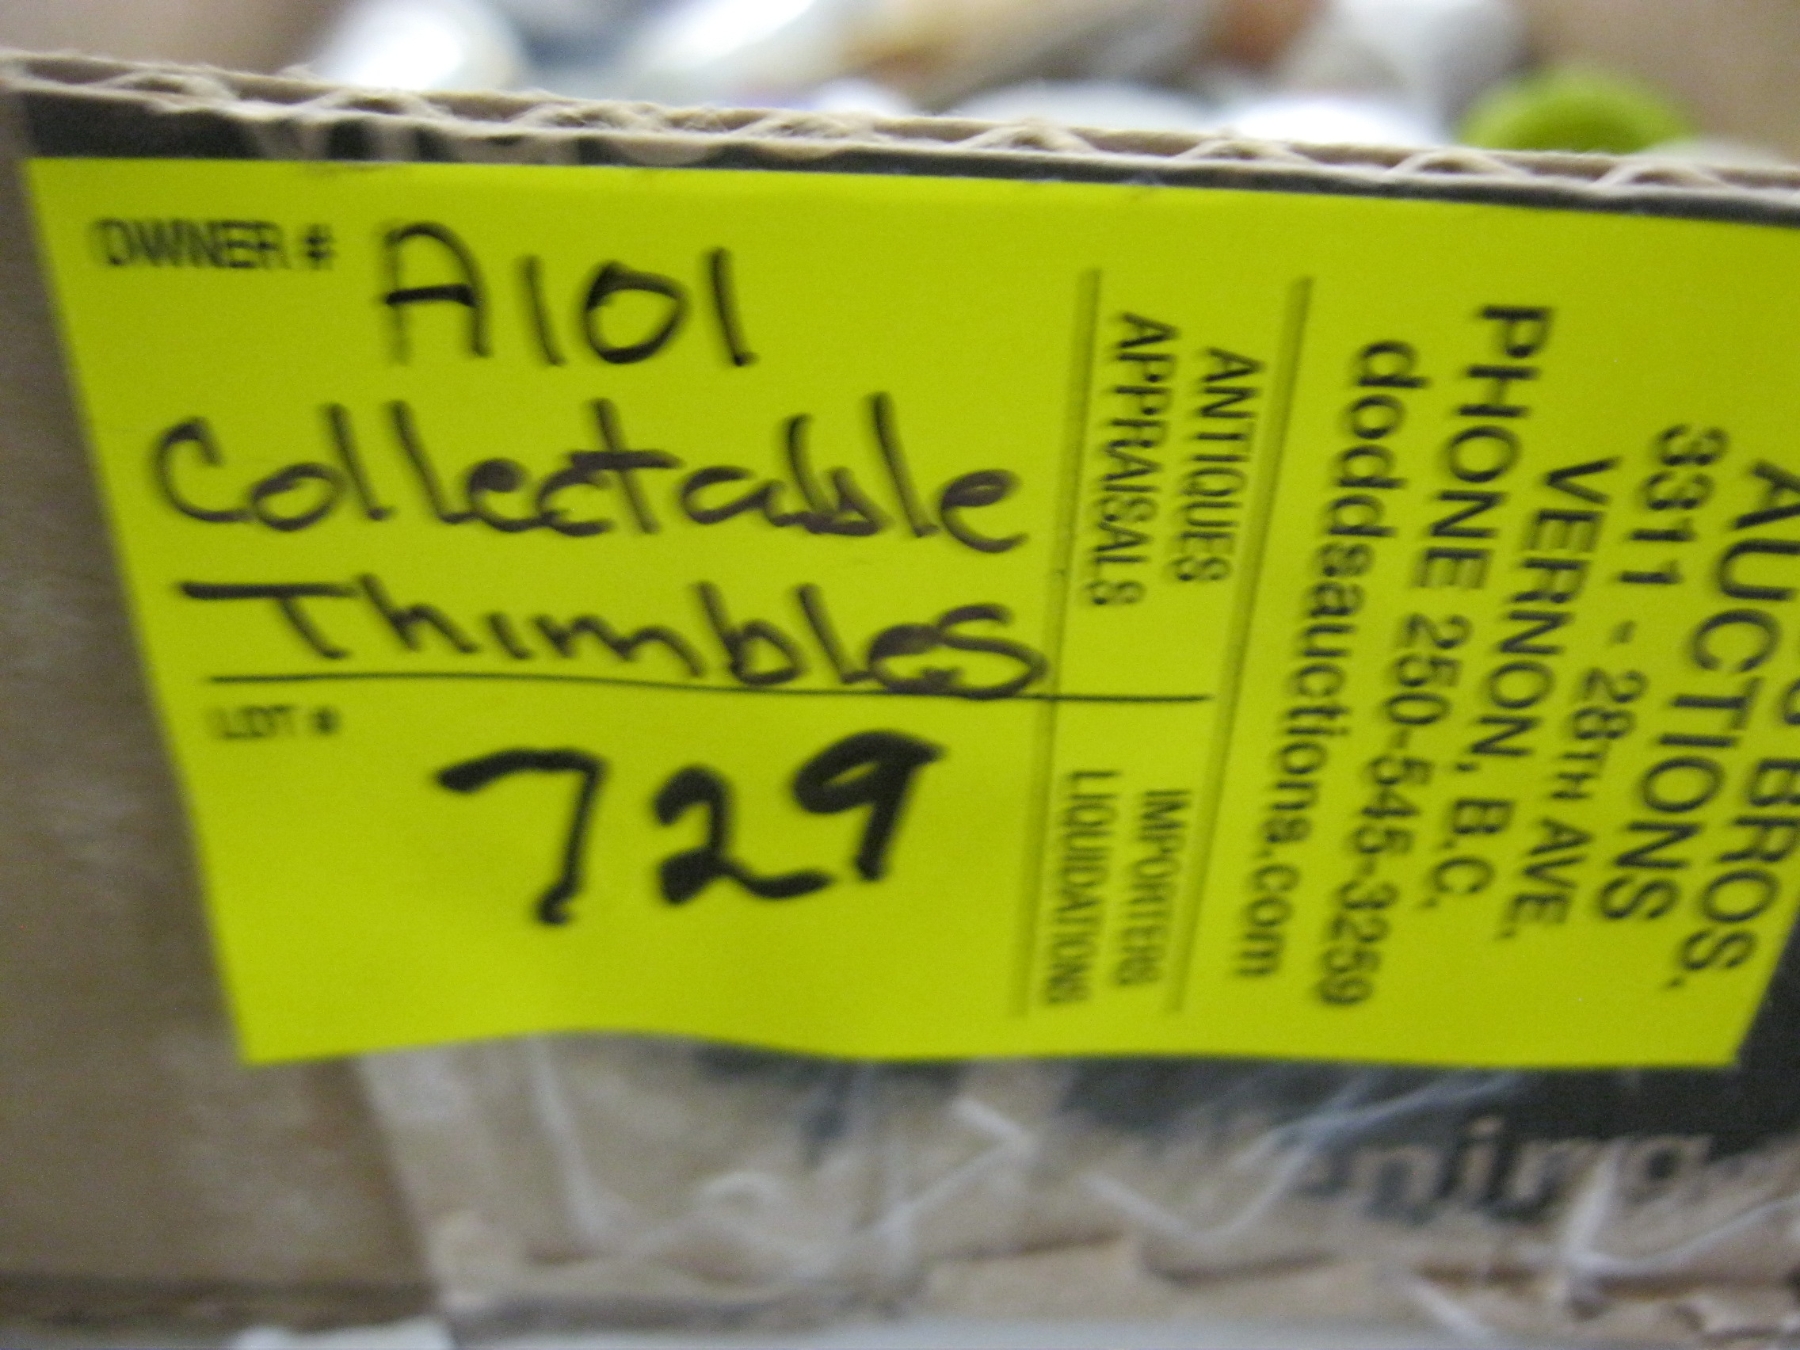 OWNER # A101
Collectable
Thimbles
LOT # 729
BROS.
AUCTIONS
3311 - 28TH AVE.
VERNON, B.C.
PHONE 250-545-3259
doddsauctions.com
ANTIQUES IMPORTERS
APPRAISALS LIQUIDATIONS